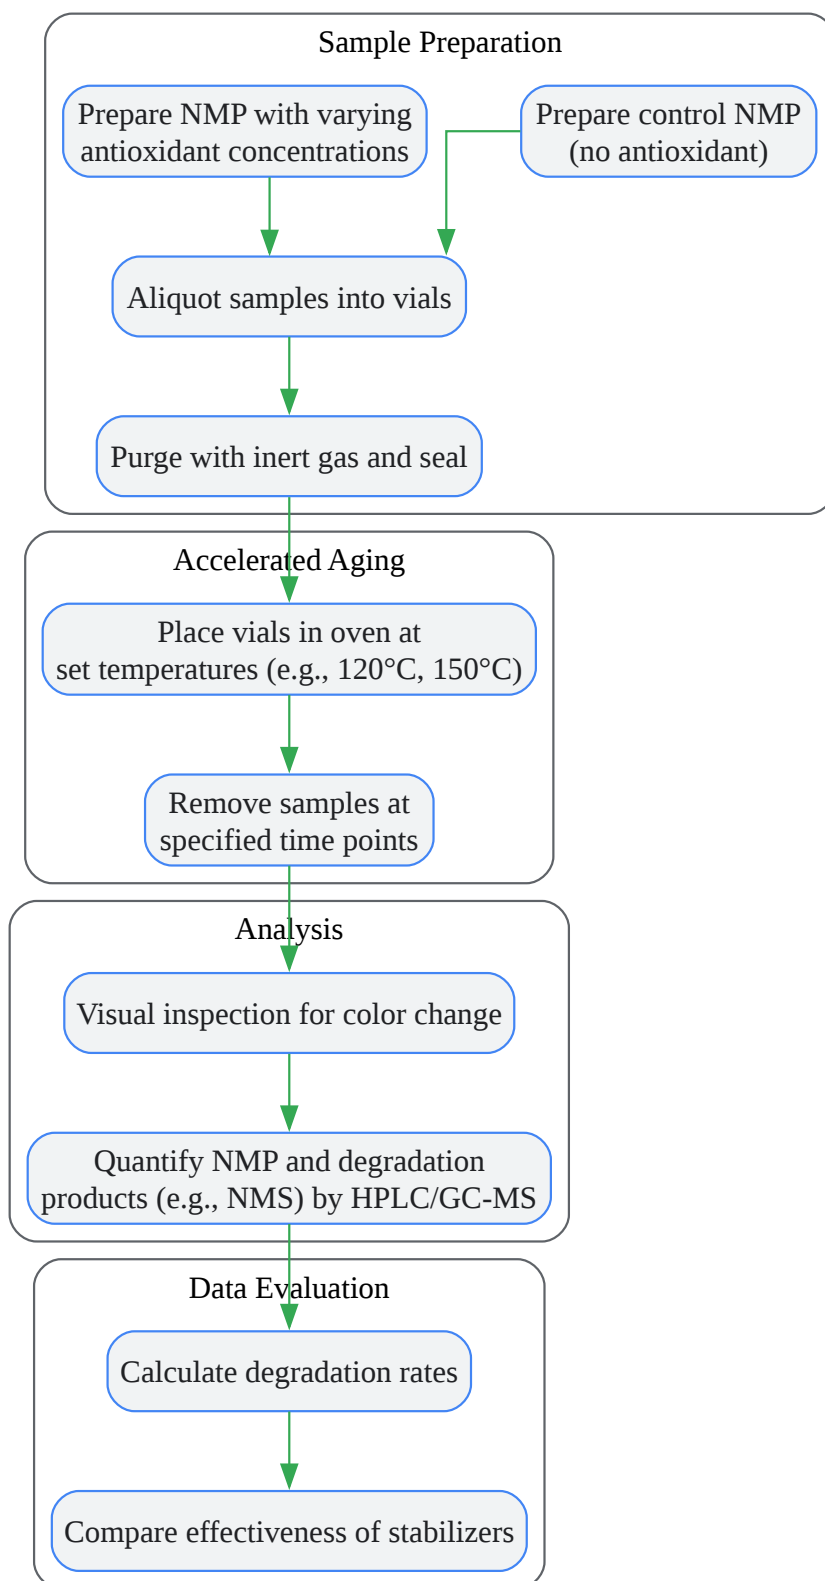 Sample Preparation
Prepare NMP with varying
antioxidant concentrations
Prepare control NMP
(no antioxidant)
Aliquot samples into vials
Purge with inert gas and seal
Accelerated Aging
Place vials in oven at
set temperatures (e.g., 120°C, 150°C)
Remove samples at
specified time points
Analysis
Visual inspection for color change
Quantify NMP and degradation
products (e.g., NMS) by HPLC/GC-MS
Data Evaluation
Calculate degradation rates
Compare effectiveness of stabilizers